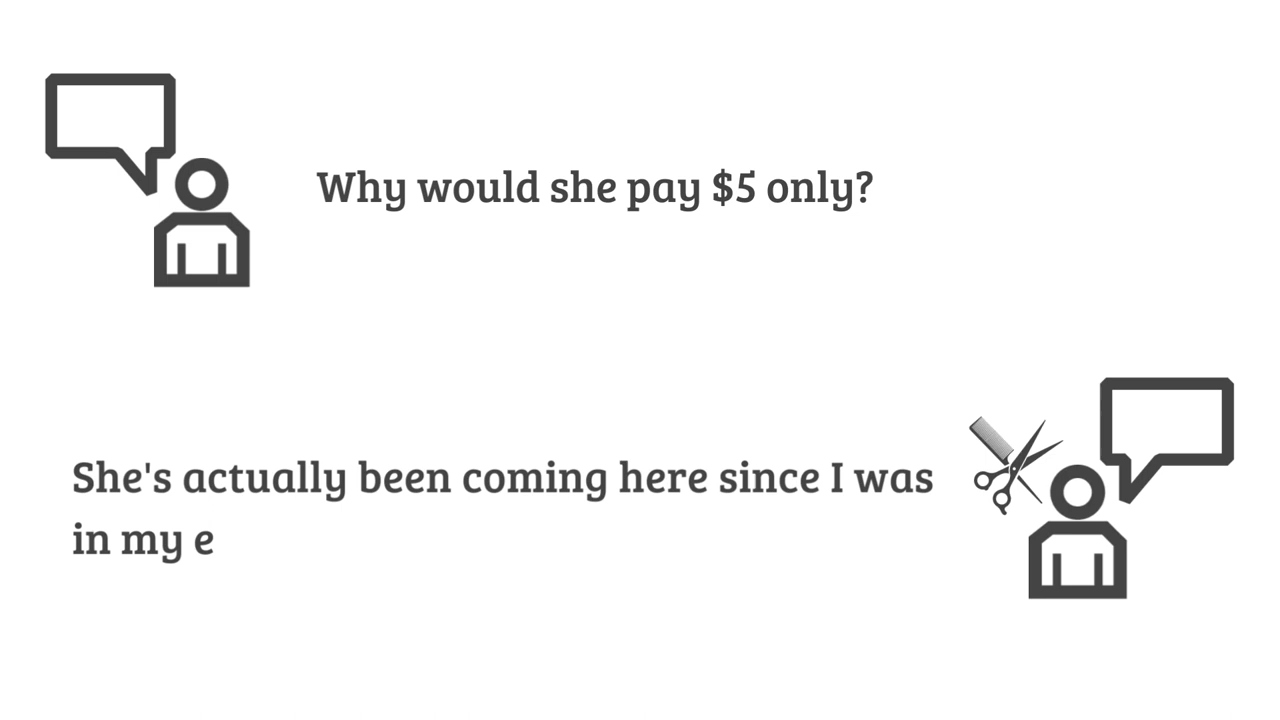 Why would she pay $5 only?
She's actually been coming here since I was
in my e